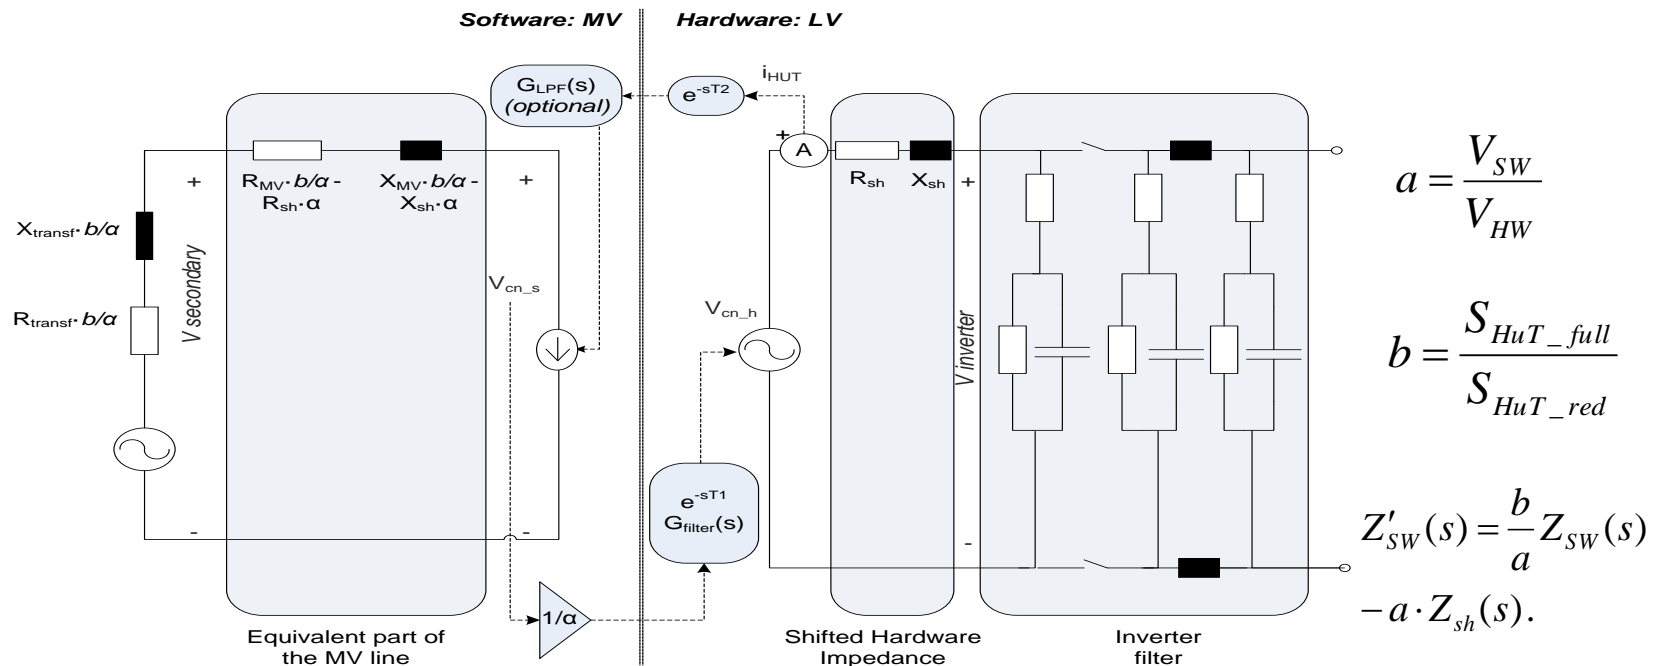 Software: MV
Hardware: LV
GLPF(s)
(optional)
e-sT2
iHUT
+
A
RMV·b/α -
Rsh·α
XMV·b/α -
Xsh·α
+
+
Rsh
Xsh
+
Xtransf·b/α
Rtransf·b/α
V secondary
Vcn_s
Vcn_h
V inverter
e-sT1
Gfilter(s)
-
-
-
1/α
Equivalent part of
the MV line
Shifted Hardware
Impedance
Inverter
filter
a = VSW / VHW
b = SHuT_full / SHuT_red
Z′SW(s) = b/a ZSW(s)
− a · Zsh(s).